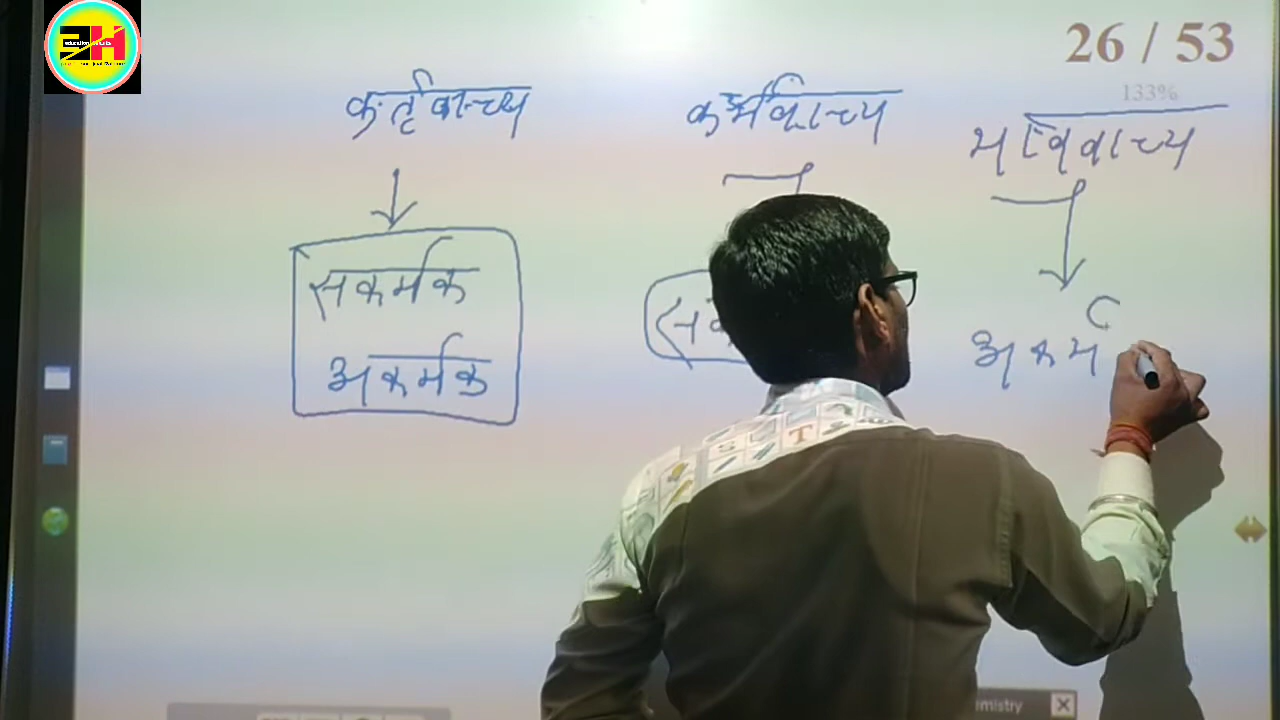 26 / 53
133%
कर्तृवाच्य
कर्मवाच्य
भाववाच्य
सकर्मक
अकर्मक
अकर्म